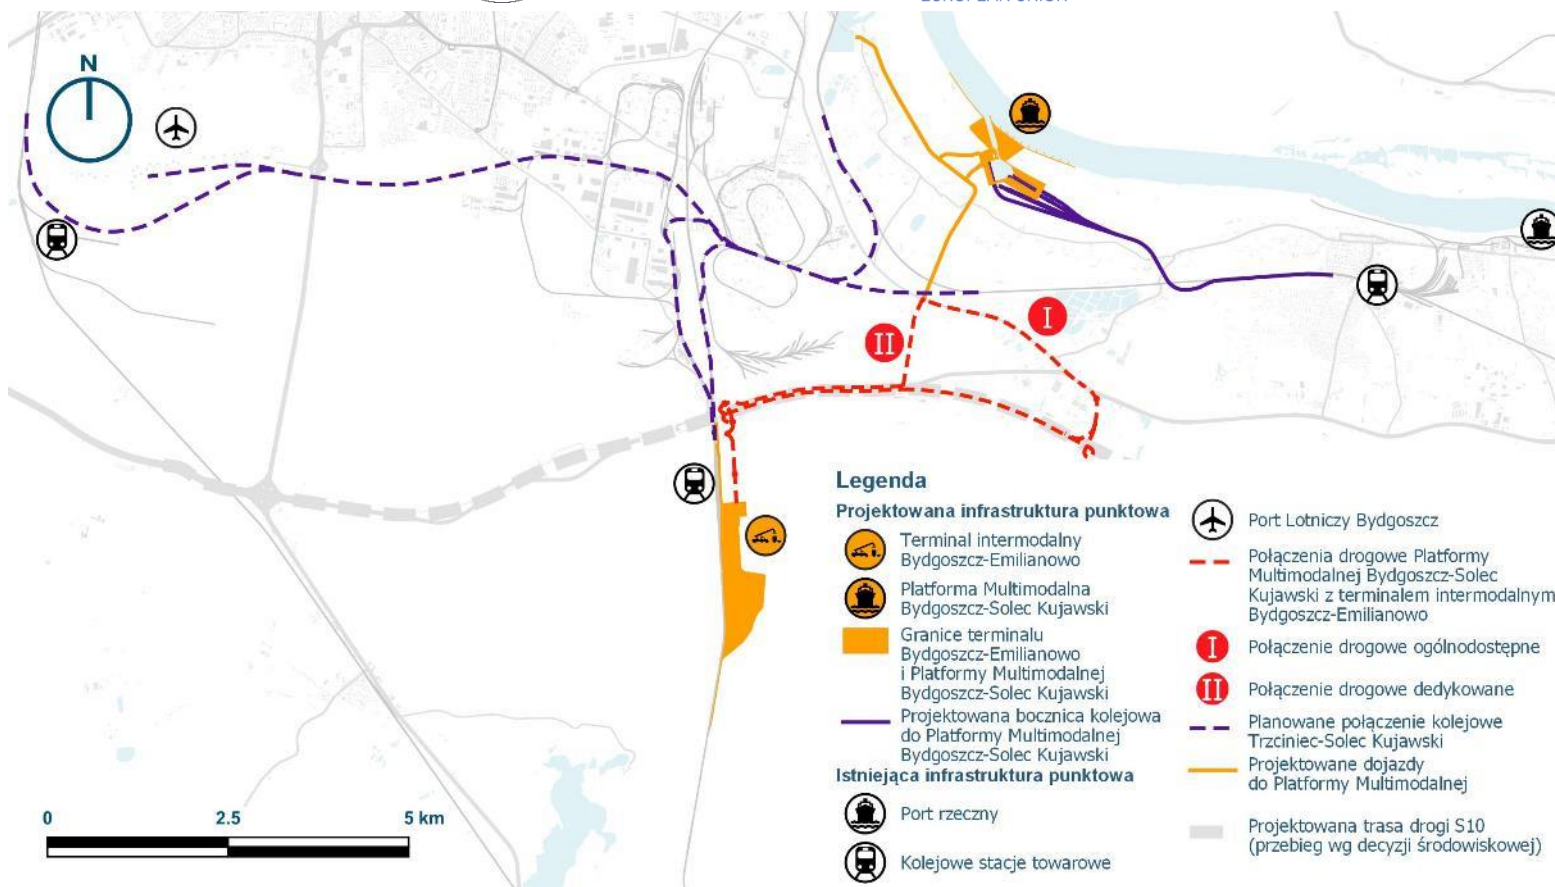 N
I
II
0 2.5 5 km
Legenda
Projektowana infrastruktura punktowa
Terminal intermodalny
Bydgoszcz-Emilianowo
Platforma Multimodalna
Bydgoszcz-Solec Kujawski
Granice terminalu
Bydgoszcz-Emilianowo
i Platformy Multimodalnej
Bydgoszcz-Solec Kujawski
Projektowana bocznica kolejowa
do Platformy Multimodalnej
Bydgoszcz-Solec Kujawski
Istniejąca infrastruktura punktowa
Port rzeczny
Kolejowe stacje towarowe
Port Lotniczy Bydgoszcz
Połączenia drogowe Platformy
Multimodalnej Bydgoszcz-Solec
Kujawski z terminalem intermodalnym
Bydgoszcz-Emilianowo
I Połączenie drogowe ogólnodostępne
II Połączenie drogowe dedykowane
Planowane połączenie kolejowe
Trzciniec-Solec Kujawski
Projektowane dojazdy
do Platformy Multimodalnej
Projektowana trasa drogi S10
(przebieg wg decyzji środowiskowej)